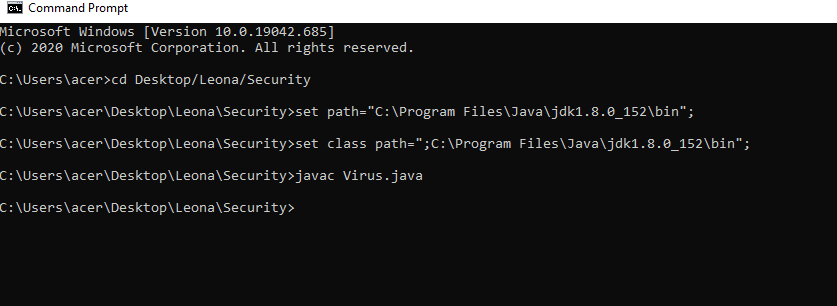 C:\. Command Prompt
Microsoft Windows [Version 10.0.19042.685]
(c) 2020 Microsoft Corporation. All rights reserved.
C:\Users\acer>cd Desktop/Leona/Security
C:\Users\acer\Desktop\Leona\Security>set path="C:\Program Files\Java\jdk1.8.0_152\bin";
C:\Users\acer\Desktop\Leona\Security>set class path=";C:\Program Files\Java\jdk1.8.0_152\bin";
C:\Users\acer\Desktop\Leona\Security>javac Virus.java
C:\Users\acer\Desktop\Leona\Security>